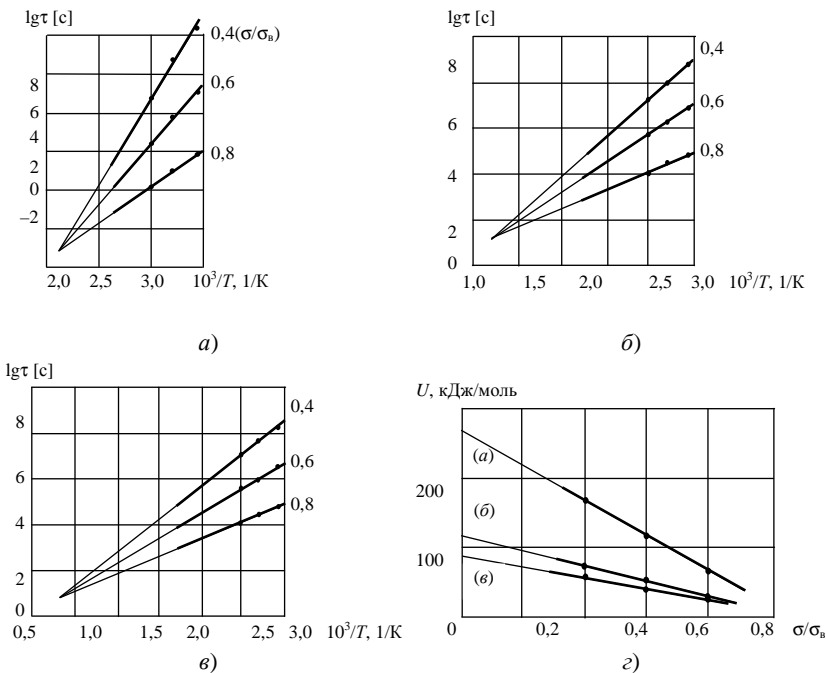 lgτ [с]
0,4(σ/σв)
0,6
0,8
8
6
4
2
0
–2
2,0 2,5 3,0 10³/T, 1/К
а)
lgτ [с]
0,4
0,6
0,8
8
6
4
2
0
1,0 1,5 2,0 2,5 3,0 10³/T, 1/К
б)
lgτ [с]
0,4
0,6
0,8
8
6
4
2
0
0,5 1,0 1,5 2,0 2,5 3,0 10³/T, 1/К
в)
U, кДж/моль
(а)
200
(б)
100
(в)
0 0,2 0,4 0,6 0,8 σ/σв
г)